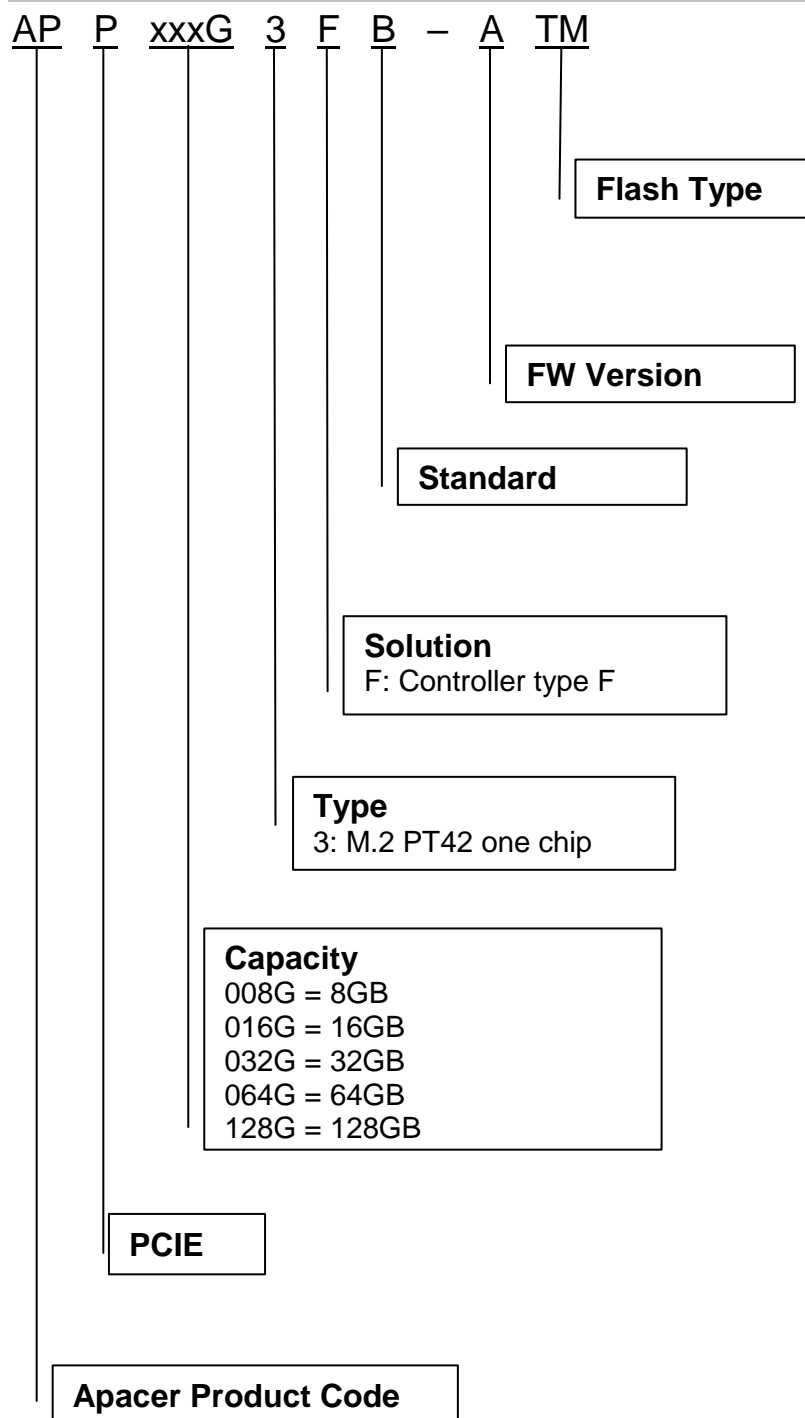 AP P xxxG 3 F B – A TM
Flash Type
FW Version
Standard
Solution
F: Controller type F
Type
3: M.2 PT42 one chip
Capacity
008G = 8GB
016G = 16GB
032G = 32GB
064G = 64GB
128G = 128GB
PCIE
Apacer Product Code